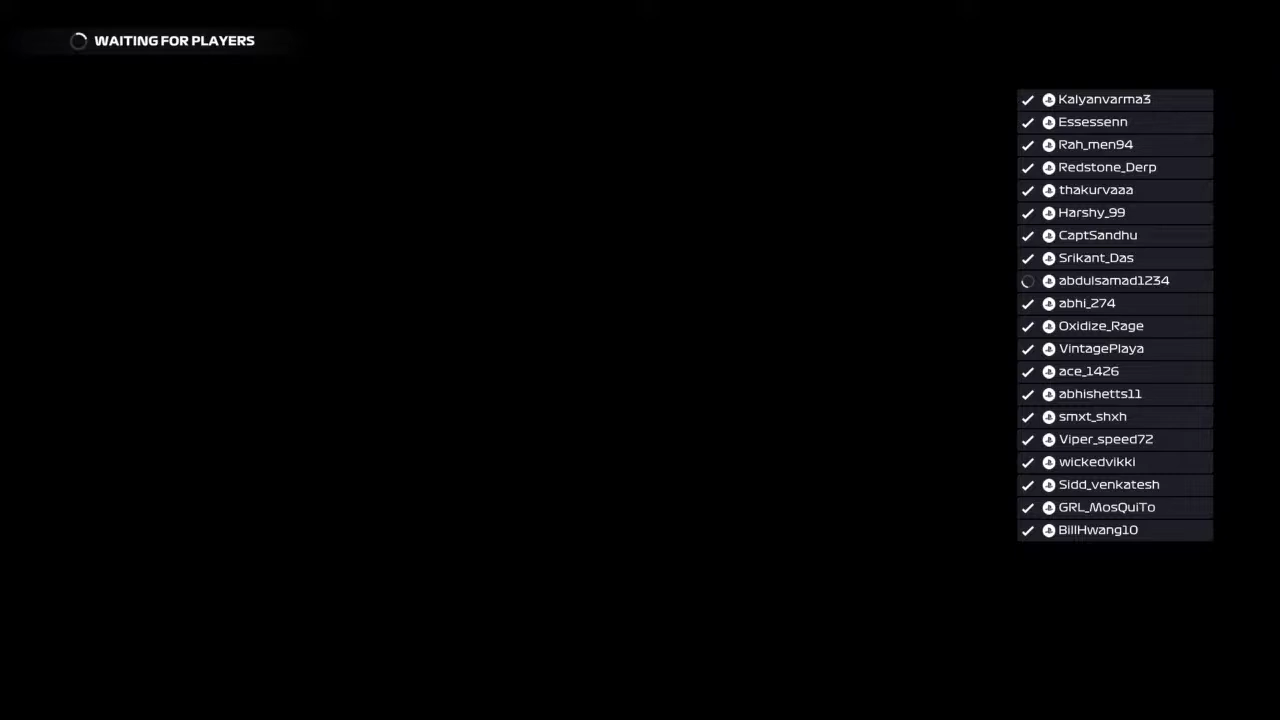 WAITING FOR PLAYERS
Kalyanvarma3
Essessenn
Rah_men94
Redstone_Derp
thakurvaaa
Harshy_99
CaptSandhu
Srikant_Das
abdulsamad1234
abhi_274
Oxidize_Rage
VintagePlaya
ace_1426
abhishetts11
smxt_shxh
Viper_speed72
wickedvikki
Sidd_venkatesh
GRL_MosQuiTo
BillHwang10